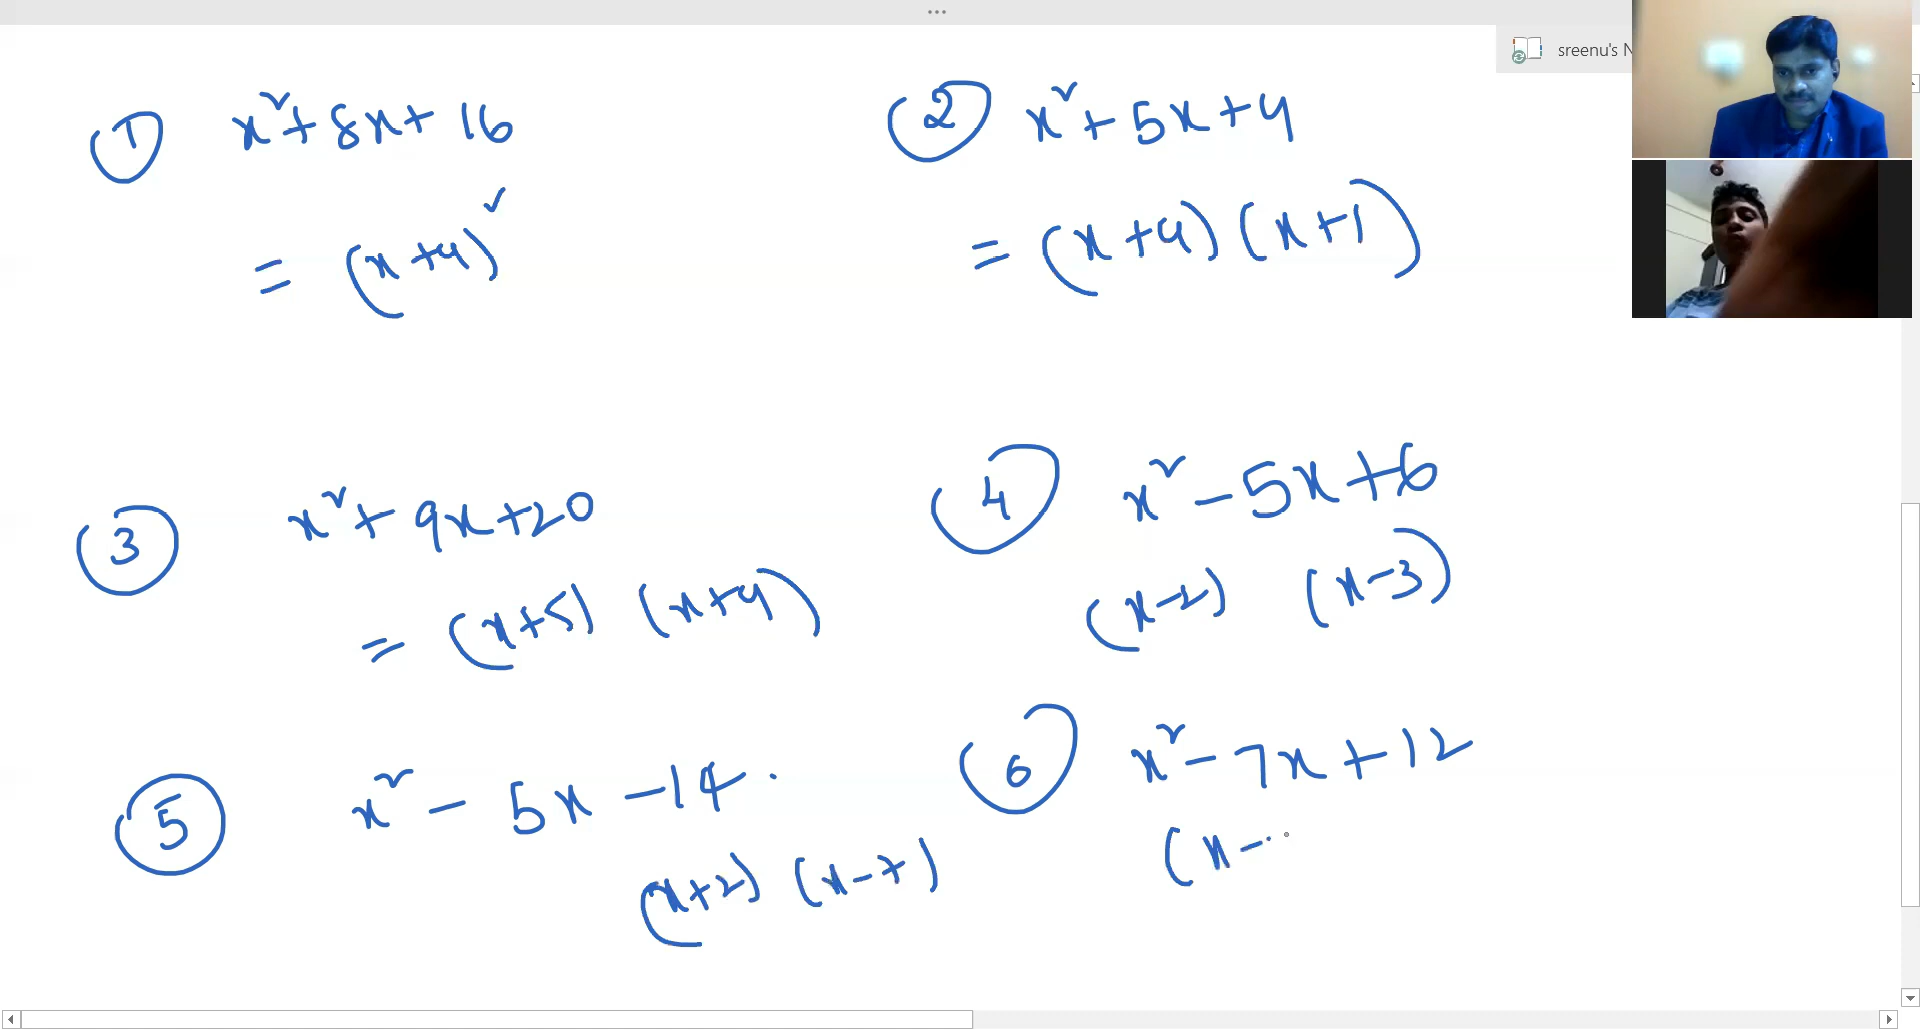 sreenu's N
① x² + 8x + 16
= (x+4)²
② x² + 5x + 4
= (x+4) (x+1)
③ x² + 9x + 20
= (x+5) (x+4)
④ x² - 5x + 6
(x-2) (x-3)
⑤ x² - 5x - 14.
(x+2) (x-7)
⑥ x² - 7x + 12
(x-